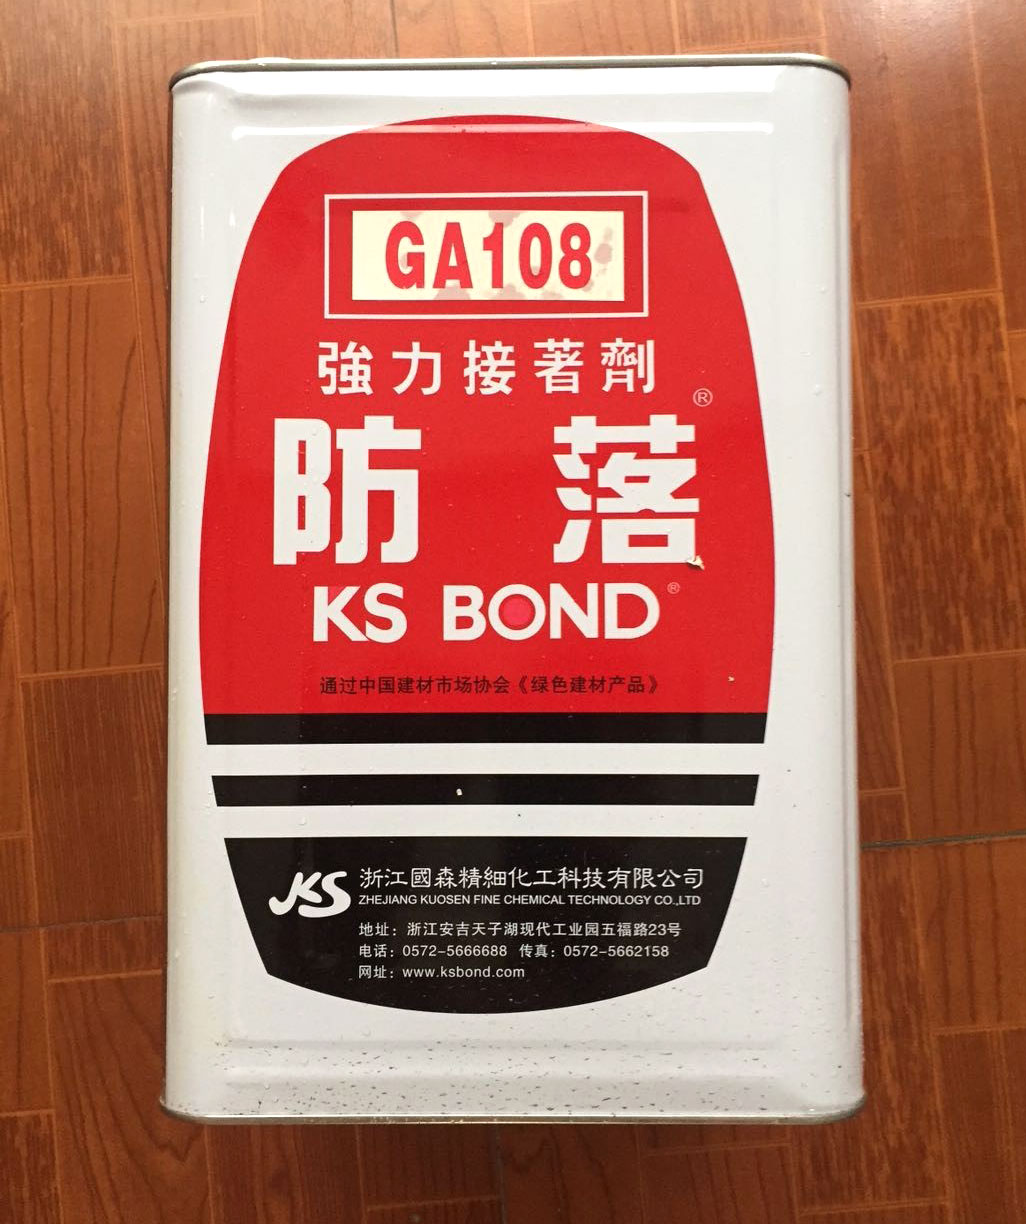 GA108
強力接著劑
®
防落
KS BOND®
通过中国建材市场协会《绿色建材产品》
KS 浙江國森精細化工科技有限公司
ZHEJIANG KUOSEN FINE CHEMICAL TECHNOLOGY CO.,LTD
地址：浙江安吉天子湖现代工业园五福路23号
电话：0572-5666688 传真：0572-5662158
网址：www.ksbond.com